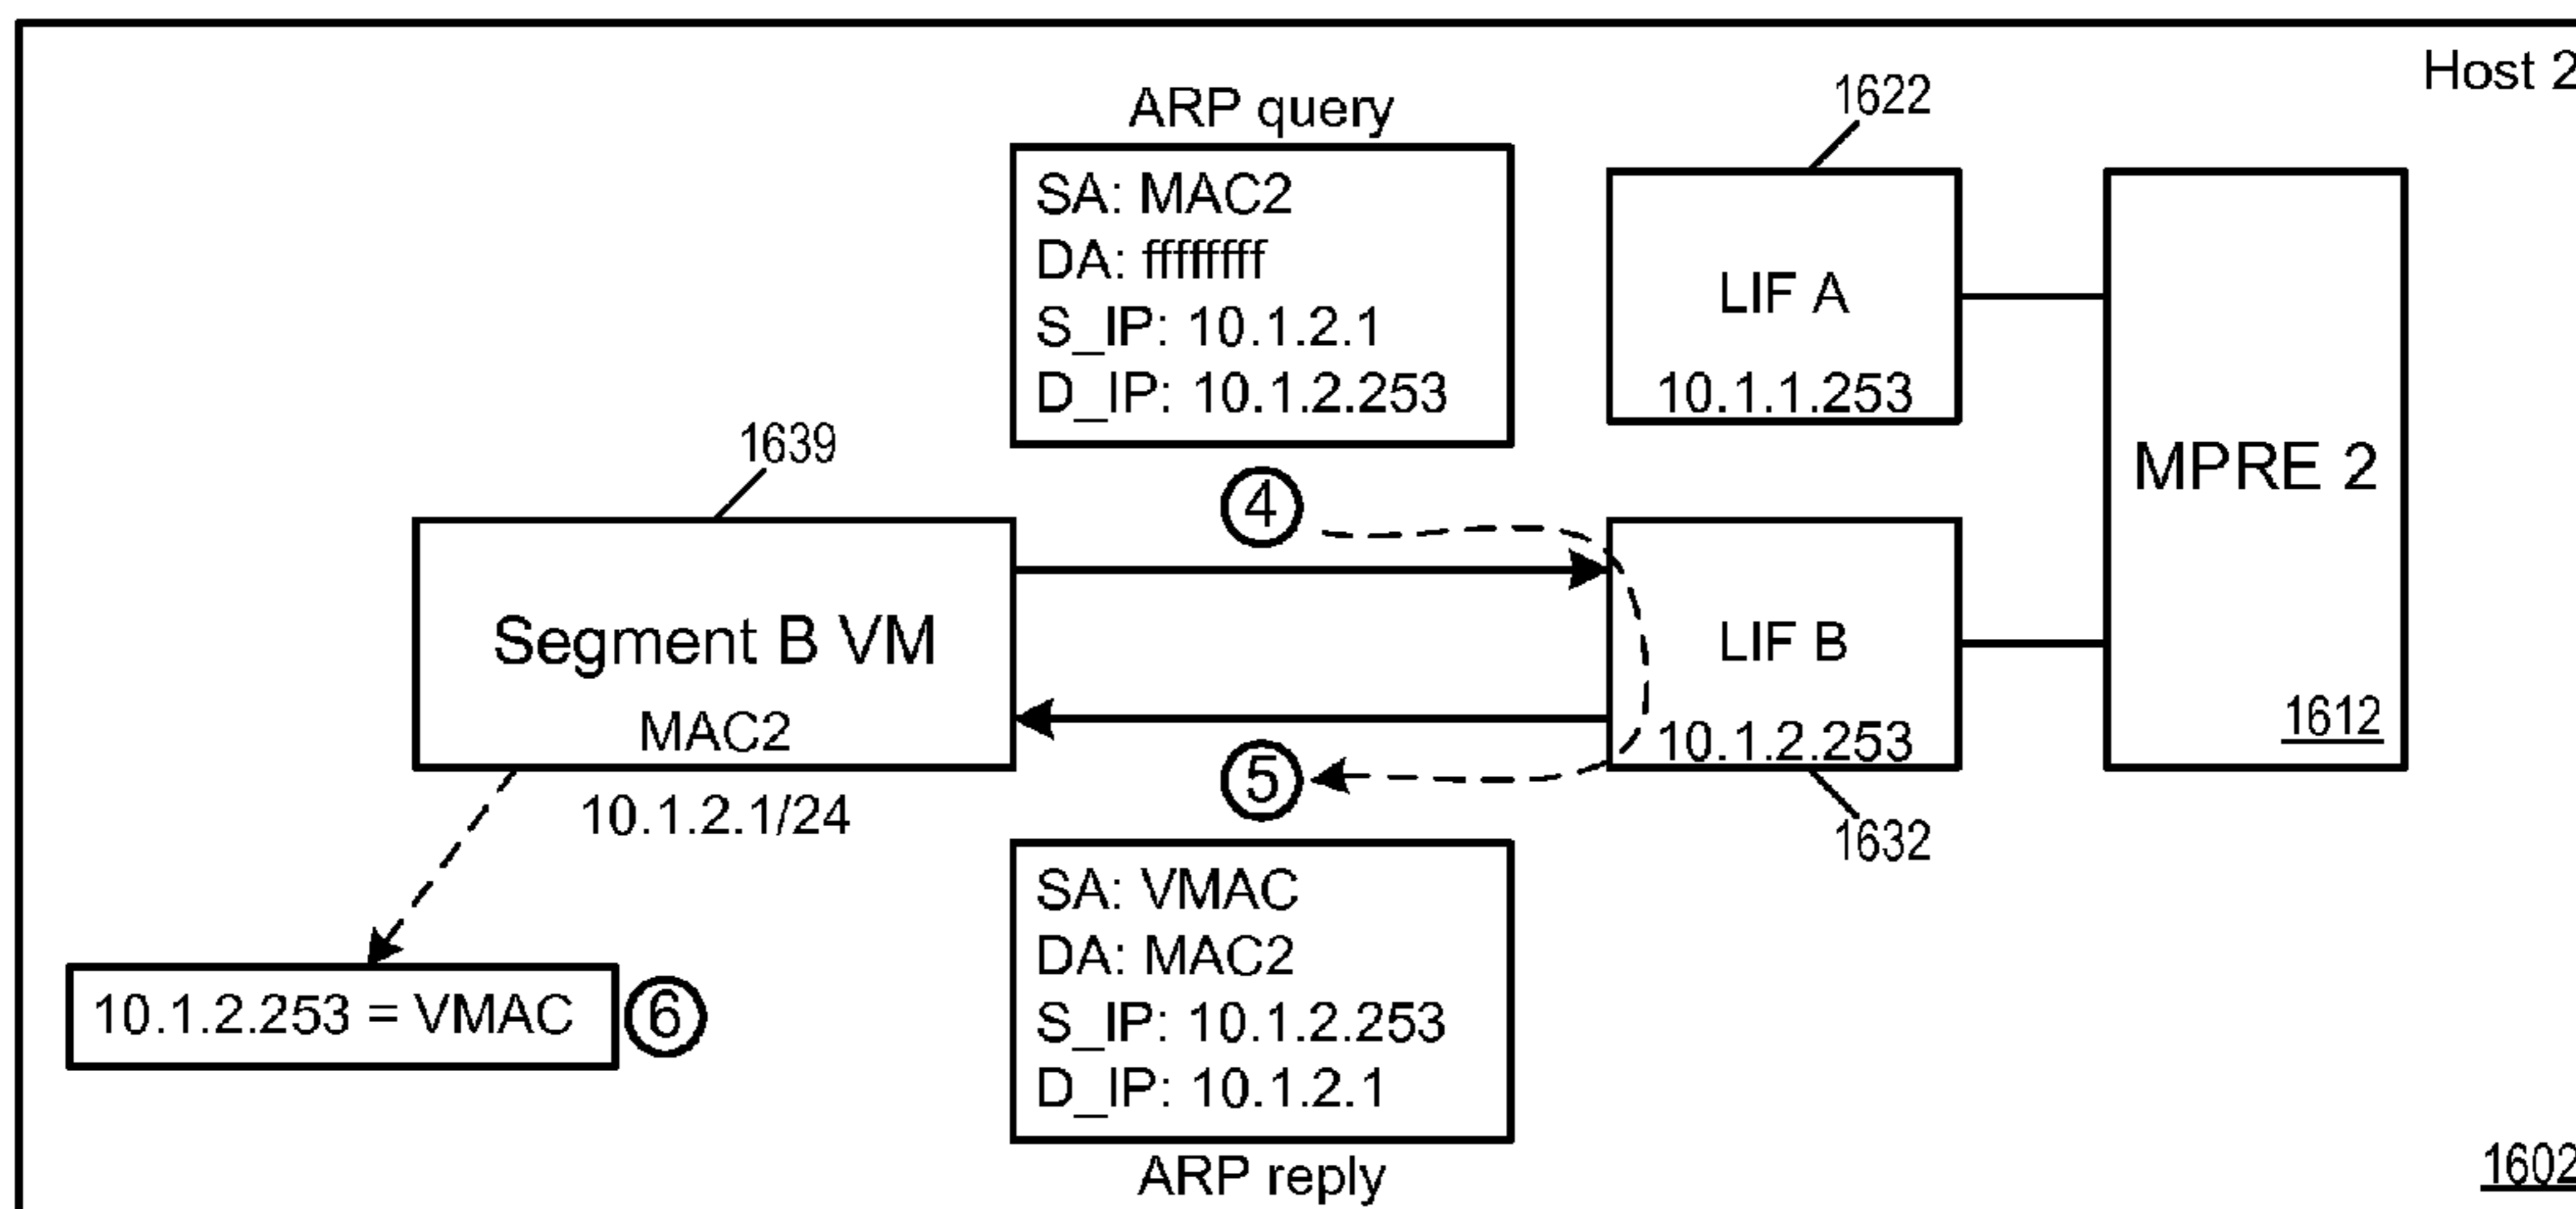 Host 2
ARP query
SA: MAC2
DA: fffffffff
S_IP: 10.1.2.1
D_IP: 10.1.2.253
1622
LIF A
10.1.1.253
MPRE 2
1612
1639
4
Segment B VM
MAC2
10.1.2.1/24
LIF B
10.1.2.253
1632
5
SA: VMAC
DA: MAC2
S_IP: 10.1.2.253
D_IP: 10.1.2.1
ARP reply
10.1.2.253 = VMAC
6
1602